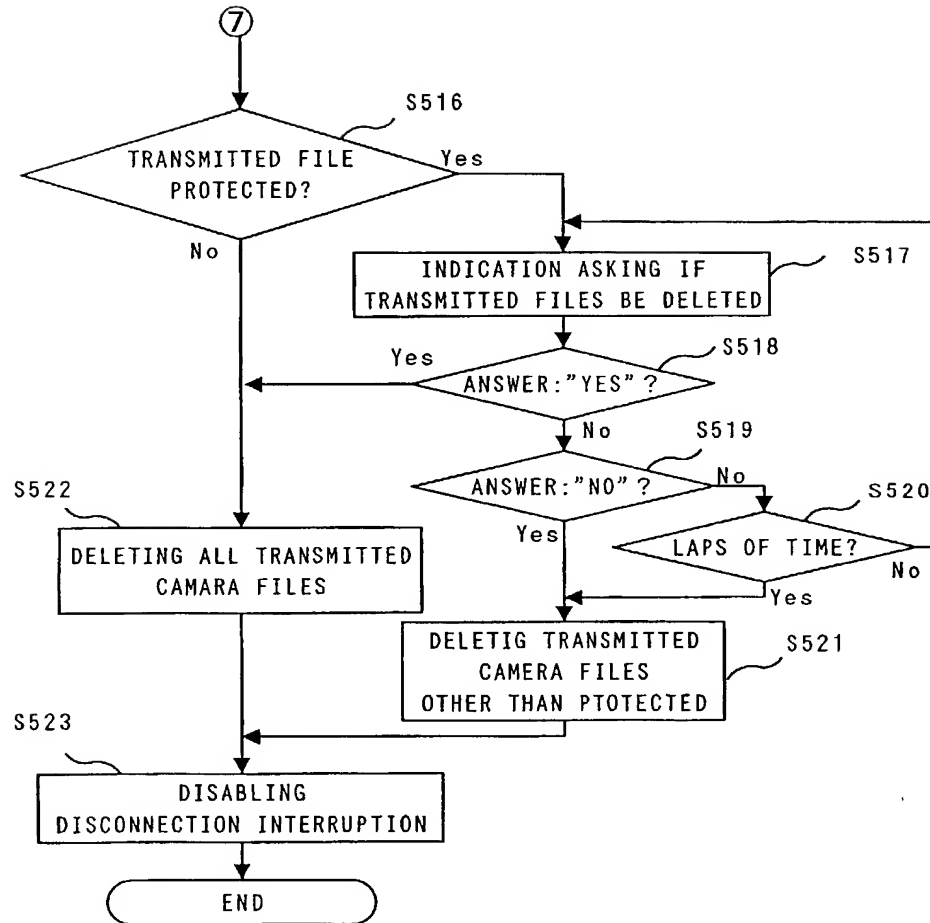 7
S516
TRANSMITTED FILE
PROTECTED?
Yes
No
S517
INDICATION ASKING IF
TRANSMITTED FILES BE DELETED
S518
Yes
ANSWER:"YES"?
No
S519
ANSWER:"NO"?
No
Yes
S520
LAPS OF TIME?
No
Yes
S522
DELETING ALL TRANSMITTED
CAMARA FILES
DELETIG TRANSMITTED
CAMERA FILES
OTHER THAN PTOTECTED
S521
S523
DISABLING
DISCONNECTION INTERRUPTION
END